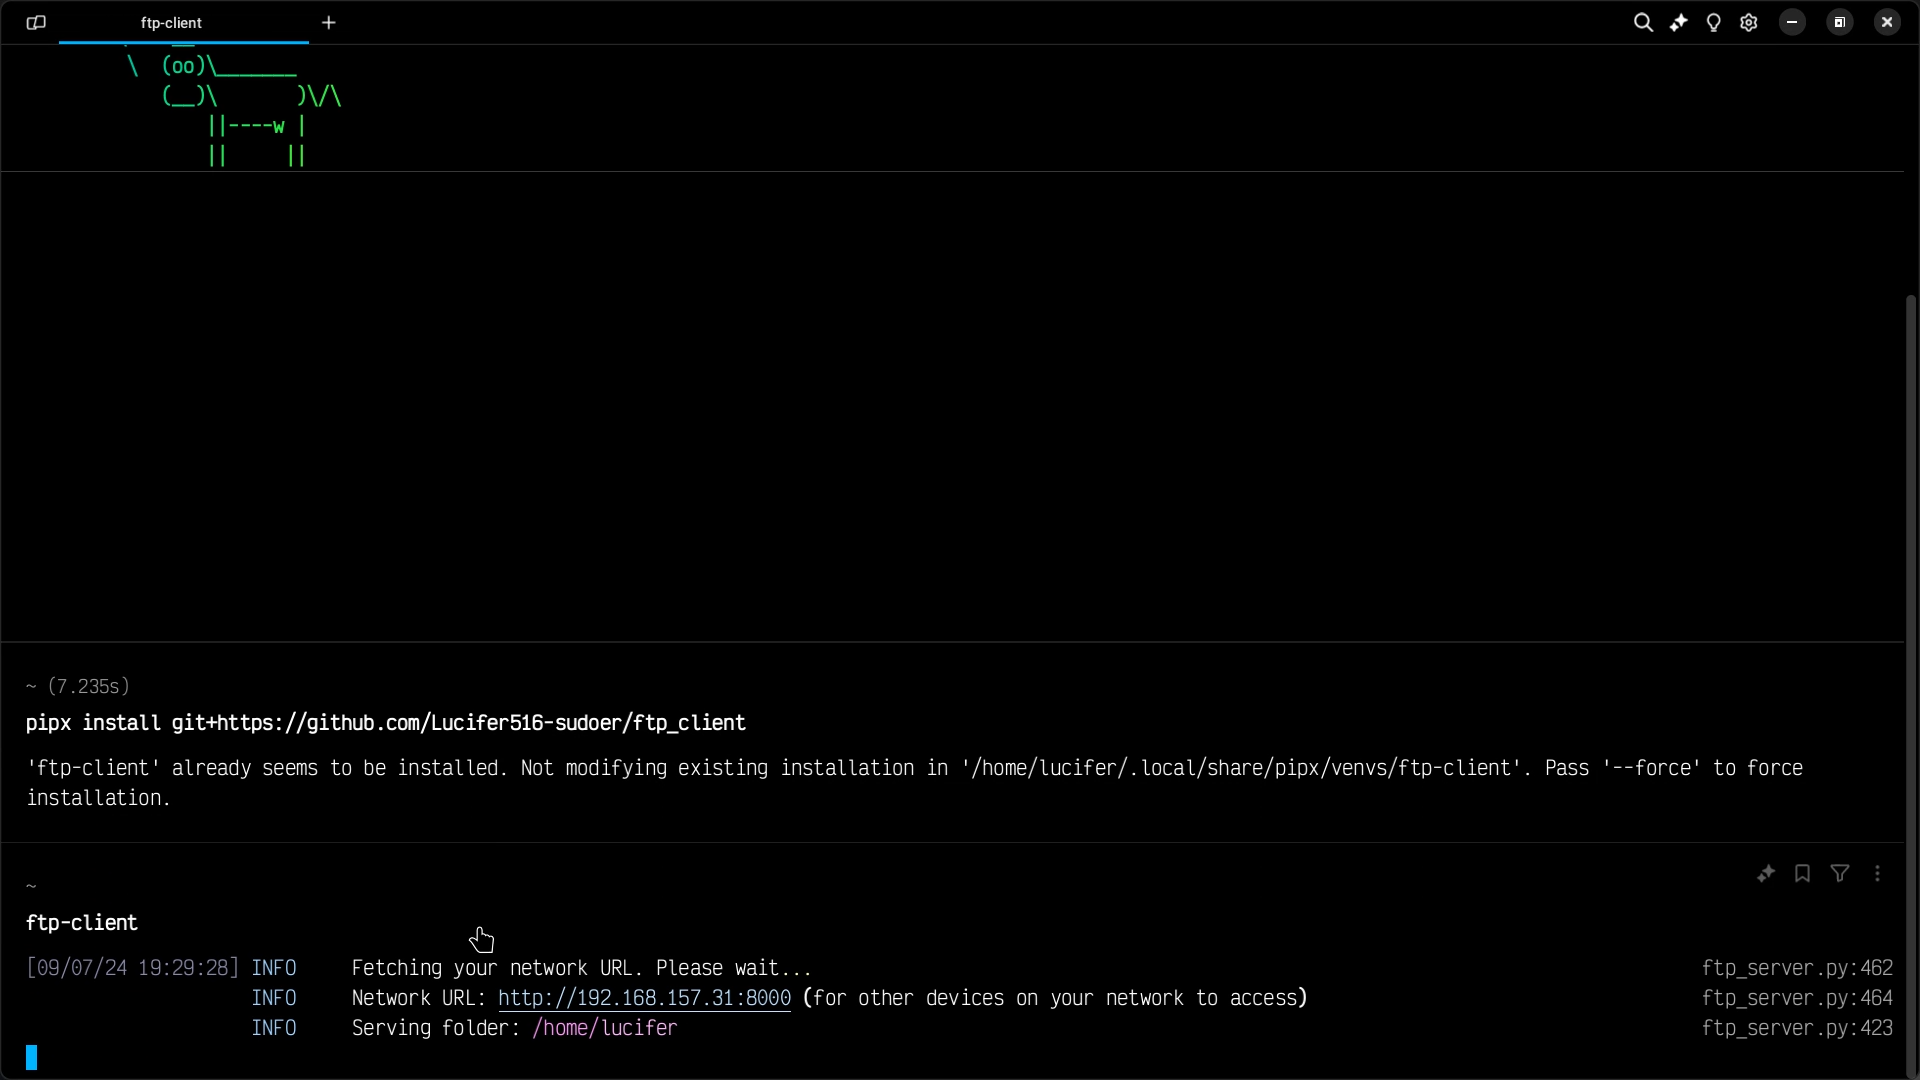 ftp-client
\  (oo)\_______
   (__)\       )\/\
       ||----w |
       ||     ||
~ (7.235s)
pipx install git+https://github.com/Lucifer516-sudoer/ftp_client
'ftp-client' already seems to be installed. Not modifying existing installation in '/home/lucifer/.local/share/pipx/venvs/ftp-client'. Pass '--force' to force
installation.
~
ftp-client
[09/07/24 19:29:28] INFO Fetching your network URL. Please wait... ftp_server.py:462
INFO Network URL: http://192.168.157.31:8000 (for other devices on your network to access) ftp_server.py:464
INFO Serving folder: /home/lucifer ftp_server.py:423